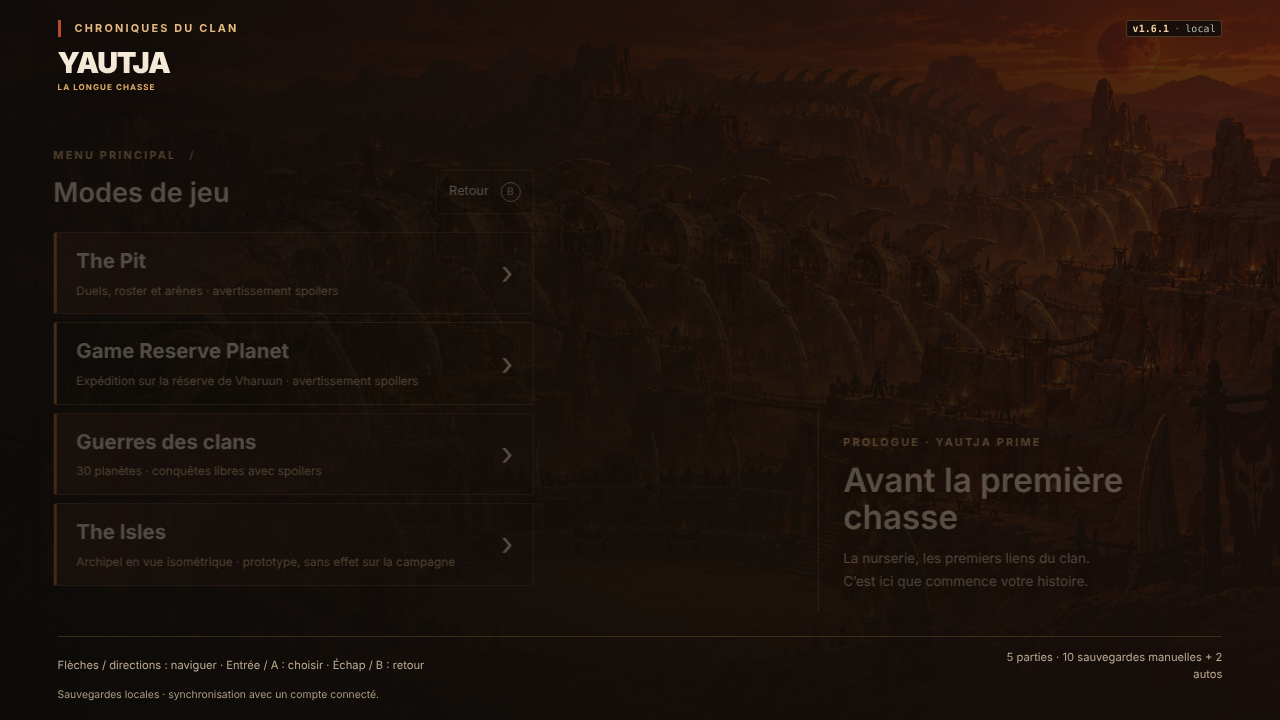 CHRONIQUES DU CLAN
v1.6.1 · local
YAUTJA
LA LONGUE CHASSE
MENU PRINCIPAL /
Modes de jeu
Retour B
The Pit
Duels, roster et arènes · avertissement spoilers
❯
Game Reserve Planet
Expédition sur la réserve de Vharuun · avertissement spoilers
❯
Guerres des clans
30 planètes · conquêtes libres avec spoilers
❯
The Isles
Archipel en vue isométrique · prototype, sans effet sur la campagne
❯
PROLOGUE · YAUTJA PRIME
Avant la première
chasse
La nurserie, les premiers liens du clan.
C'est ici que commence votre histoire.
Flèches / directions : naviguer · Entrée / A : choisir · Échap / B : retour
Sauvegardes locales · synchronisation avec un compte connecté.
5 parties · 10 sauvegardes manuelles + 2
autos